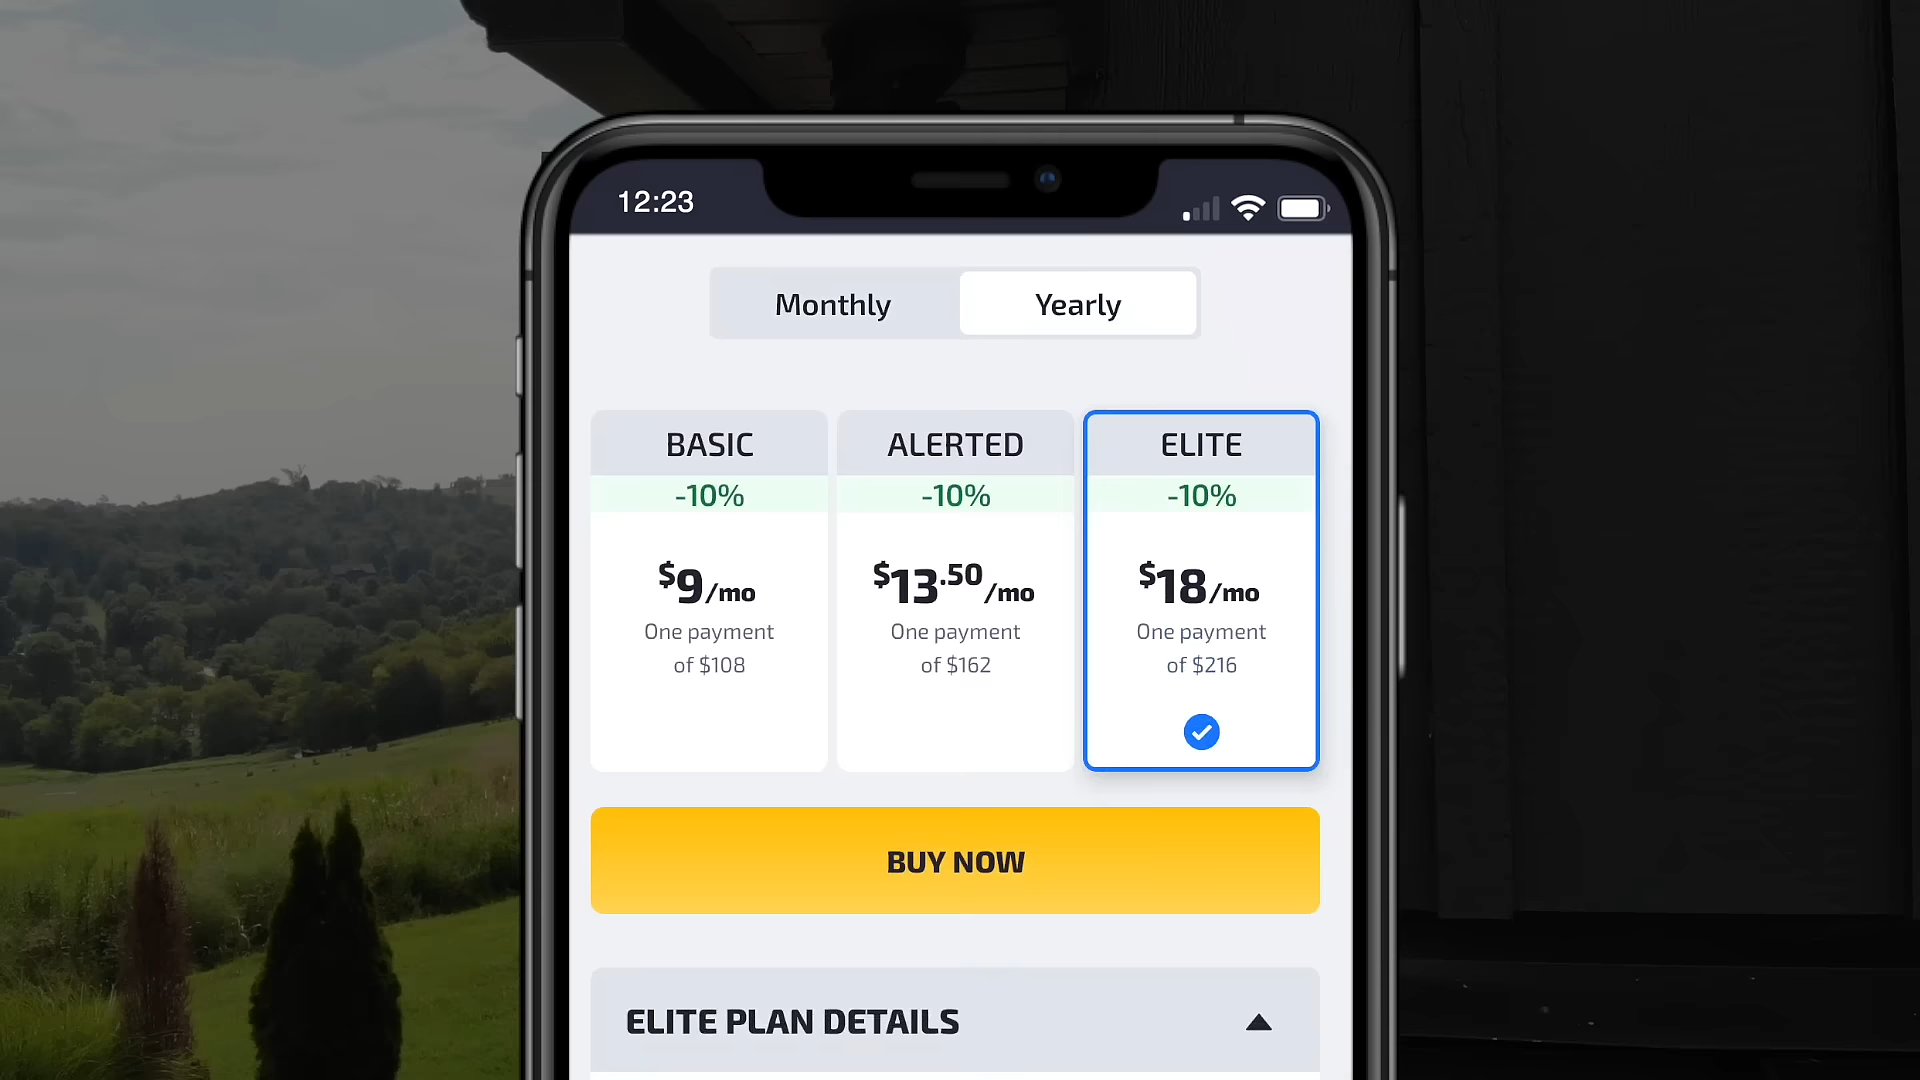 12:23
Monthly
Yearly
BASIC
-10%
$9/mo
One payment
of $108
ALERTED
-10%
$13.50/mo
One payment
of $162
ELITE
-10%
$18/mo
One payment
of $216
BUY NOW
ELITE PLAN DETAILS